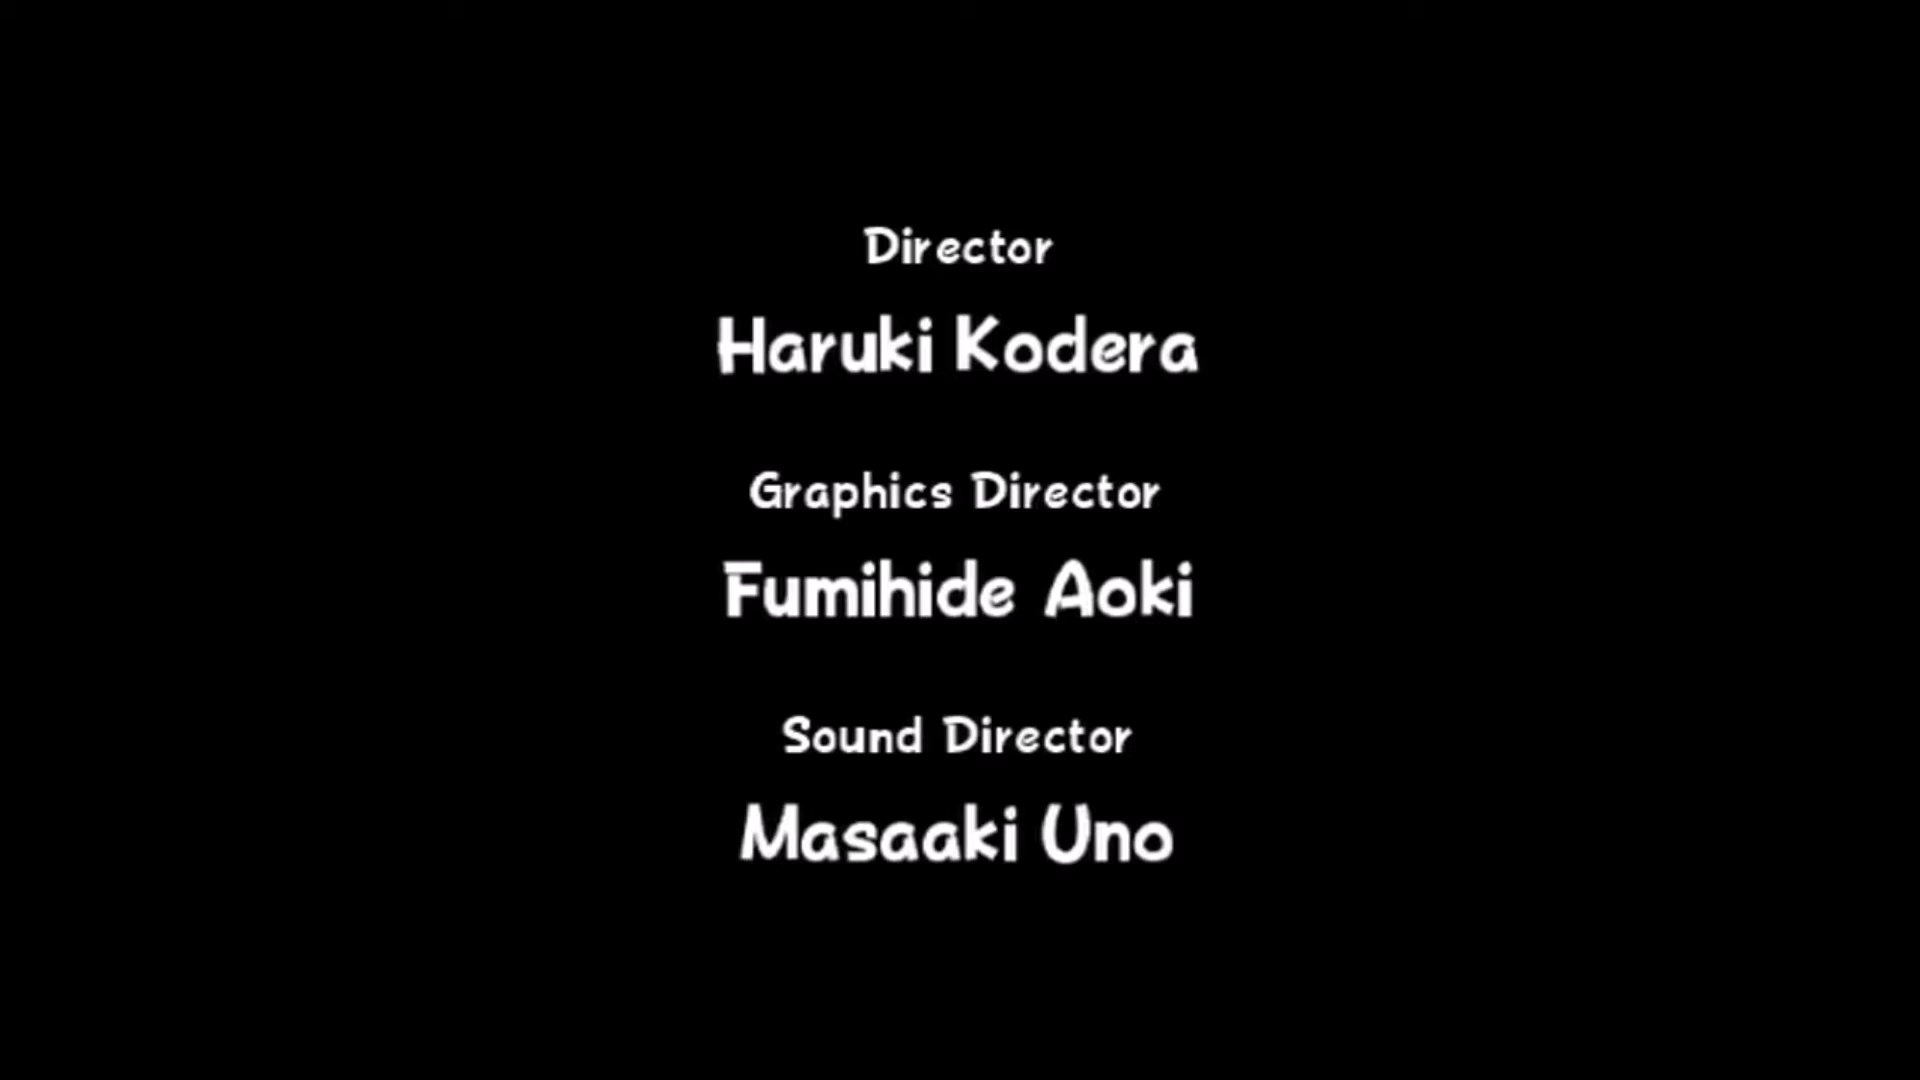 Director
Haruki Kodera
Graphics Director
Fumihide Aoki
Sound Director
Masaaki Uno